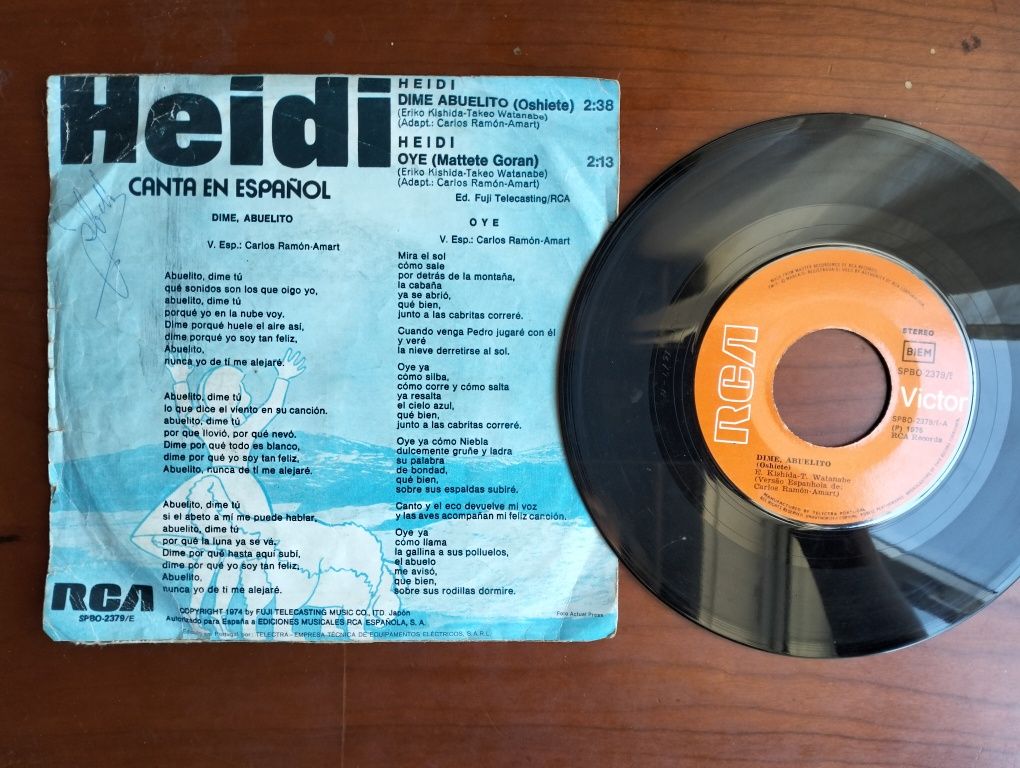 Heidi
CANTA EN ESPAÑOL
HEIDI
DIME ABUELITO (Oshiete) 2:38
(Eriko Kishida-Takeo Watanabe)
(Adapt.: Carlos Ramón-Amart)
HEIDI
OYE (Mattete Goran) 2:13
(Eriko Kishida-Takeo Watanabe)
(Adapt.: Carlos Ramón-Amart)
Ed. Fuji Telecasting/RCA
DIME, ABUELITO
V. Esp.: Carlos Ramón-Amart
Abuelito, dime tú
qué sonidos son los que oigo yo,
abuelito, dime tú
porqué yo en la nube voy.
Dime porqué huele el aire así,
dime porqué yo soy tan feliz,
Abuelito,
nunca yo de tí me alejaré.
Abuelito, dime tú
lo que dice el viento en su canción.
abuelito, dime tú
por que llovió, por qué nevó.
Dime por qué todo es blanco,
dime por qué yo soy tan feliz,
Abuelito, nunca de tí me alejaré.
Abuelito, dime tú
si el abeto a mi me puede hablar,
abuelito, dime tú
por qué la luna ya se vá.
Dime por qué hasta aquí subí,
dime por qué yo soy tan feliz,
Abuelito,
nunca yo de ti me alejaré.
OYE
V. Esp.: Carlos Ramón-Amart
Mira el sol
cómo sale
por detrás de la montaña,
la cabaña
ya se abrió,
qué bien,
junto a las cabritas correré.
Cuando venga Pedro jugaré con él
y veré
la nieve derretirse al sol.
Oye ya
cómo silba,
cómo corre y cómo salta
ya resalta
el cielo azul,
qué bien,
junto a las cabritas correré.
Oye ya cómo Niebla
dulcemente gruñe y ladra
su palabra
de bondad,
qué bien,
sobre sus espaldas subiré.
Canto y el eco devuelve mi voz
y las aves acompañan mi feliz canción.
Oye ya
cómo llama
la gallina a sus polluelos,
el abuelo
me avisó,
que bien,
sobre sus rodillas dormire.
RCA
SPBO-2379/E
COPYRIGHT 1974 by FUJI TELECASTING MUSIC CO., ITD. Japón
Autorizado para España a EDICIONES MUSICALES RCA ESPAÑOLA, S. A.
Portugal por: TELECTRA - EMPRESA TÉCNICA DE EQUIPAMENTOS ELÉCTRICOS, S.A.R.L.
Foto Actual Press
RCA
STEREO
BIEM
SPBO-2379/E
Victor
SPBO-2379/E-A
(P) 1975
RCA Records
DIME, ABUELITO
(Oshiete)
E. Kishida-T. Watanabe
(Versão Espanhola de:
Carlos Ramón-Amart)
MANUFACTURED BY TELECTRA PORTUGAL